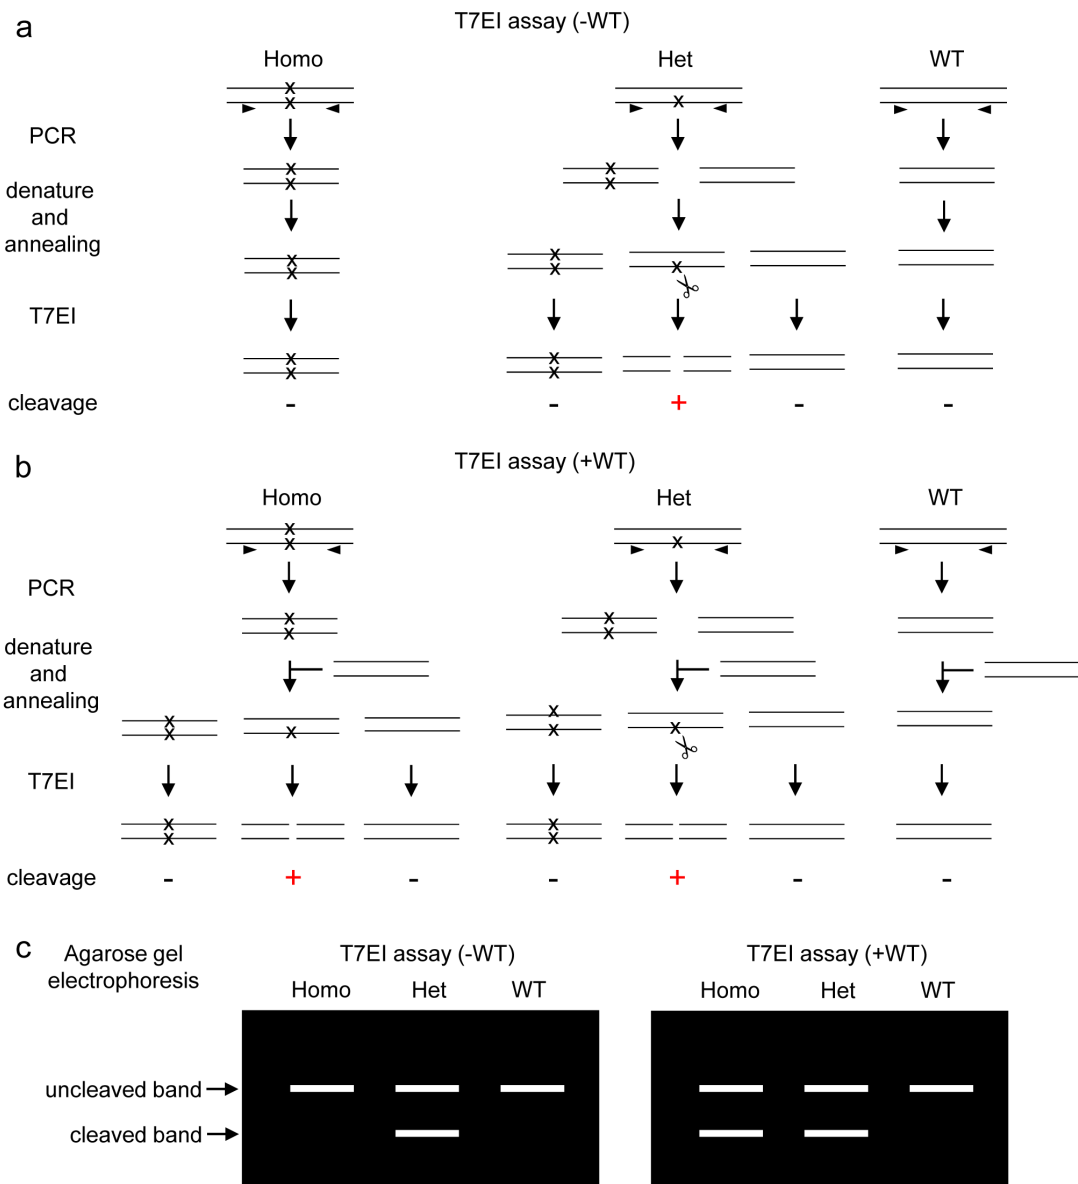 a
T7EI assay (-WT)
Homo Het WT
x
x x
PCR
x
x
x
x
denature
and
annealing
x
x
x
x x
T7EI
x
x
x
x
cleavage - - + - -
b
T7EI assay (+WT)
Homo Het WT
x
x x
PCR
x
x
x
x
denature
and
annealing
x
x x
x
x x
T7EI
x
x
x
x
cleavage - + - - + - -
c
Agarose gel
electrophoresis
T7EI assay (-WT) T7EI assay (+WT)
Homo Het WT Homo Het WT
uncleaved band
cleaved band